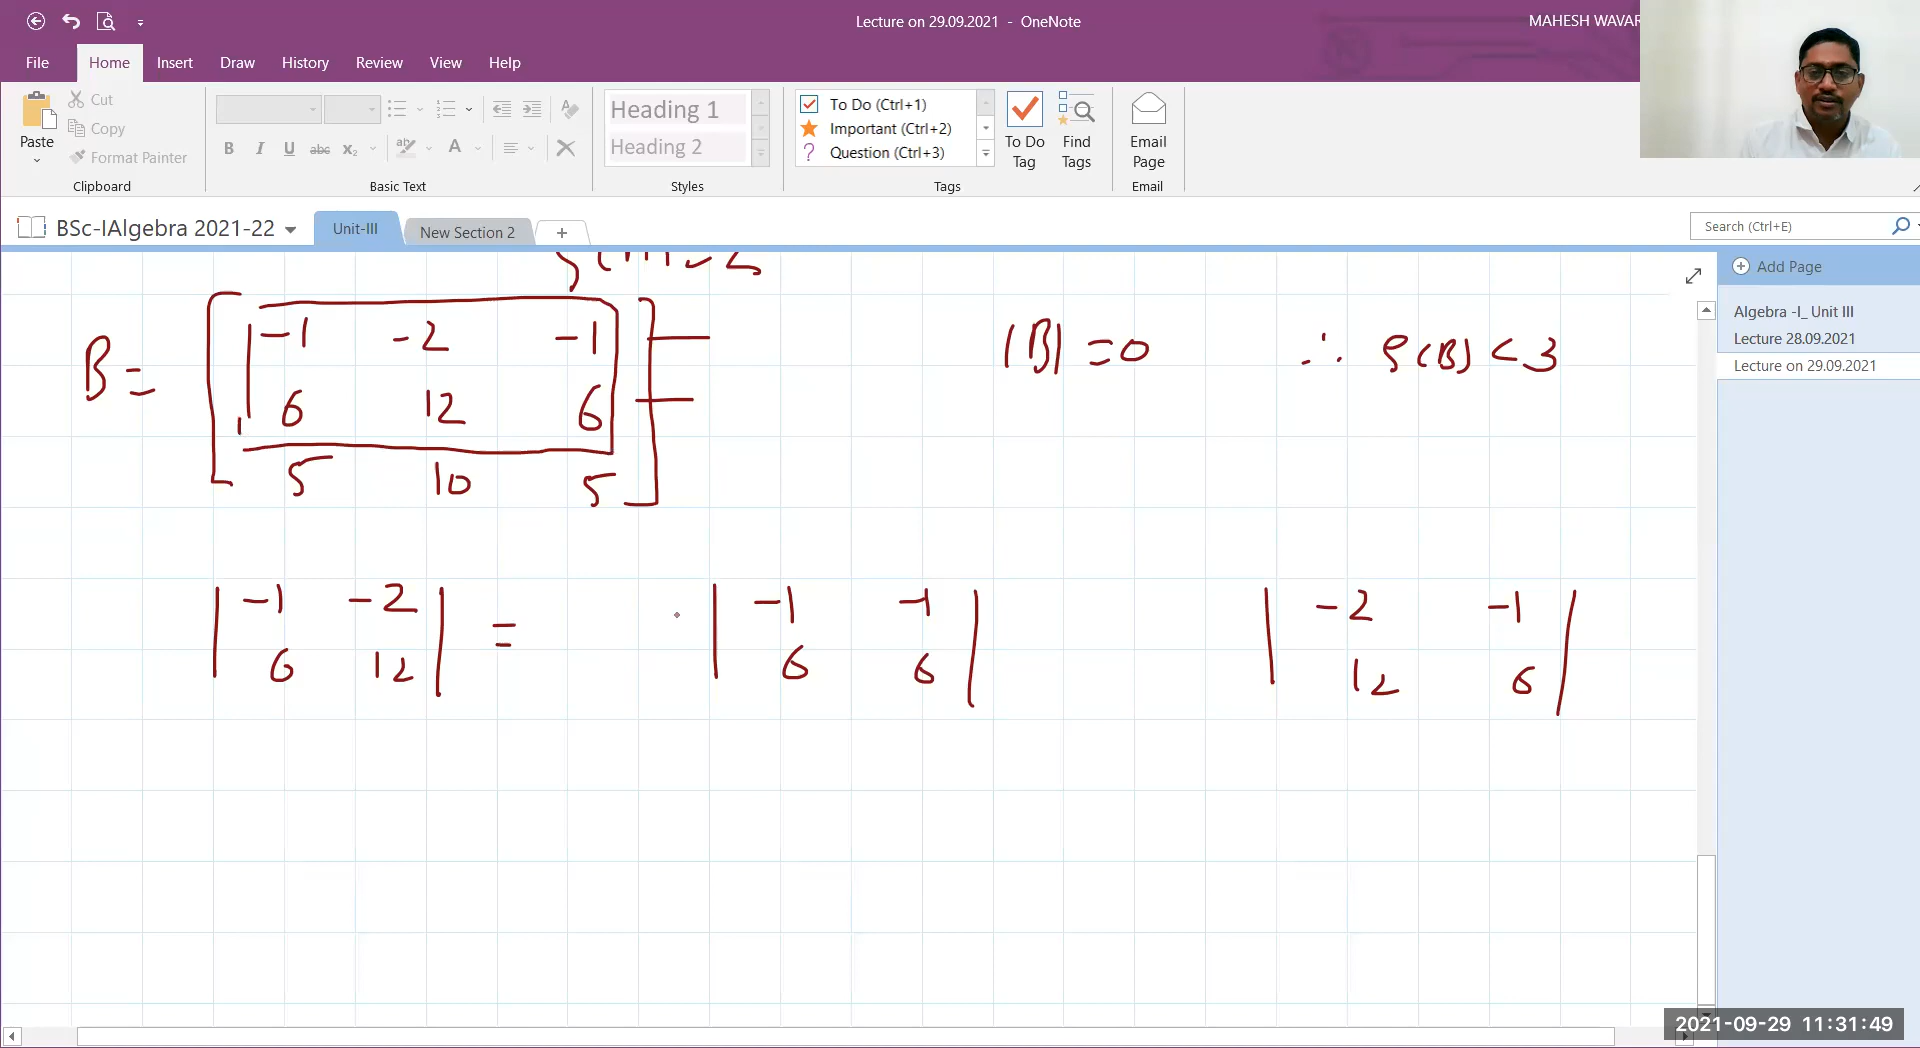 Lecture on 29.09.2021 - OneNote
MAHESH WAVAR
File Home Insert Draw History Review View Help
Paste
Cut
Copy
Format Painter
Clipboard
B I U abc x₂ ab A
Basic Text
Heading 1
Heading 2
Styles
To Do (Ctrl+1)
Important (Ctrl+2)
? Question (Ctrl+3)
Tags
To Do Tag
Find Tags
Email Page
Email
BSc-IAlgebra 2021-22
Unit-III
New Section 2
+
Search (Ctrl+E)
Add Page
Algebra -I_ Unit III
Lecture 28.09.2021
Lecture on 29.09.2021
B =
-1 -2 -1
6 12 6
5 10 5
|B| = 0 ∴ ρ(B) < 3
| -1 -2 | = | -1 -1 | | -2 -1 |
| 6 12 | | 6 6 | | 12 6 |
2021-09-29 11:31:49